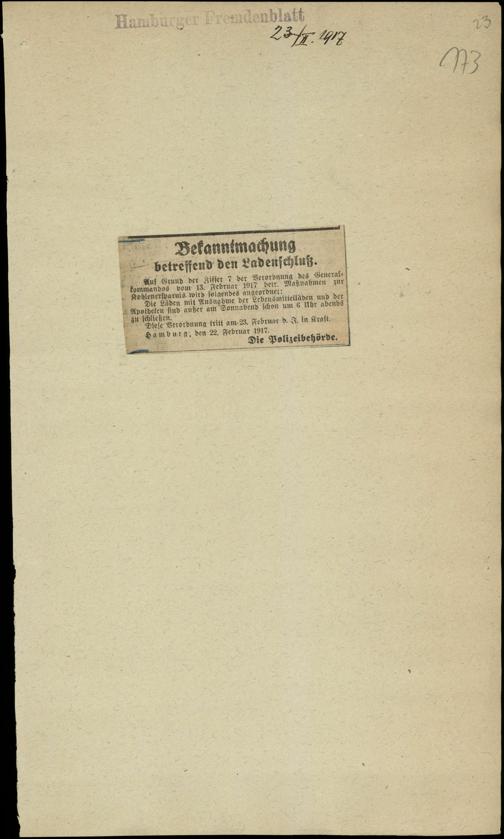 Hamburger Fremdenblatt
23
23/II. 1917
173
Bekanntmachung
betreffend den Ladenschluß.
Auf Grund der Ziffer 7 der Verordnung des General-
kommandos vom 13. Februar 1917 betr. Maßnahmen zur
Kohlenersparnis wird folgendes angeordnet:
Die Läden mit Ausnahme der Lebensmittelläden und der
Apotheken sind außer am Sonnabend schon um 6 Uhr abends
zu schließen.
Diese Verordnung tritt am 23. Februar d. J. in Kraft.
Hamburg, den 22. Februar 1917.
Die Polizeibehörde.